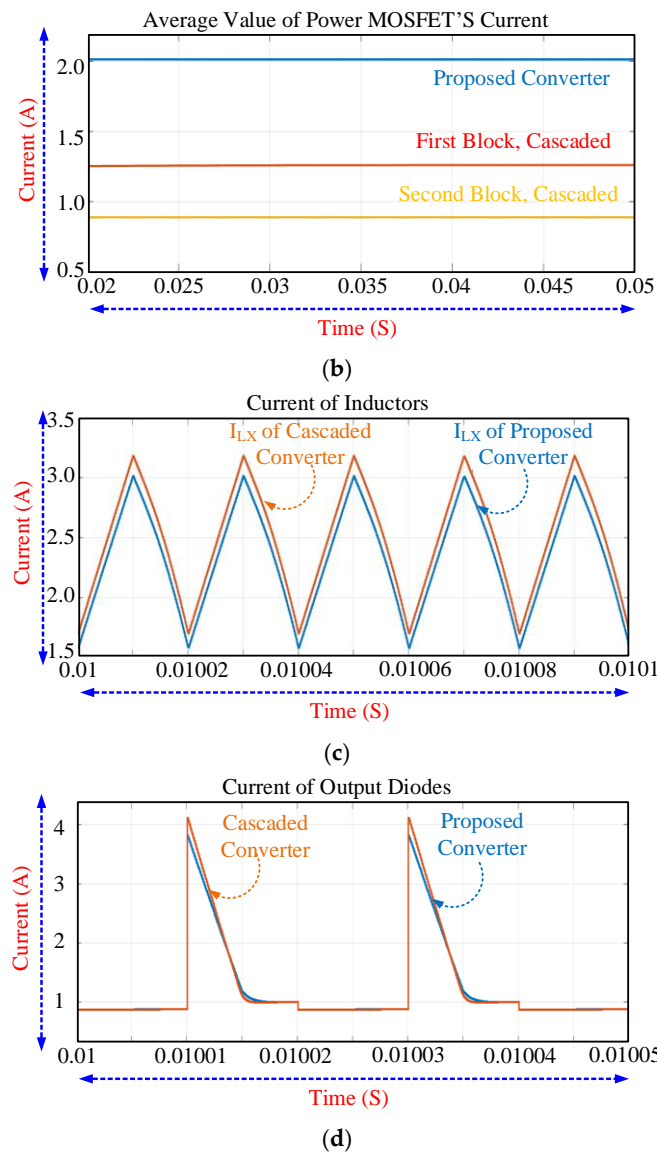 Average Value of Power MOSFET'S Current
Current (A)
2.0
1.5
1.0
0.5
Proposed Converter
First Block, Cascaded
Second Block, Cascaded
0.02 0.025 0.03 0.035 0.04 0.045 0.05
Time (S)
(b)
Current of Inductors
Current (A)
3.5
3.0
2.5
2.0
1.5
I_LX of Cascaded
Converter
I_LX of Proposed
Converter
0.01 0.01002 0.01004 0.01006 0.01008 0.0101
Time (S)
(c)
Current of Output Diodes
Current (A)
4
3
2
1
Cascaded
Converter
Proposed
Converter
0.01 0.01001 0.01002 0.01003 0.01004 0.01005
Time (S)
(d)